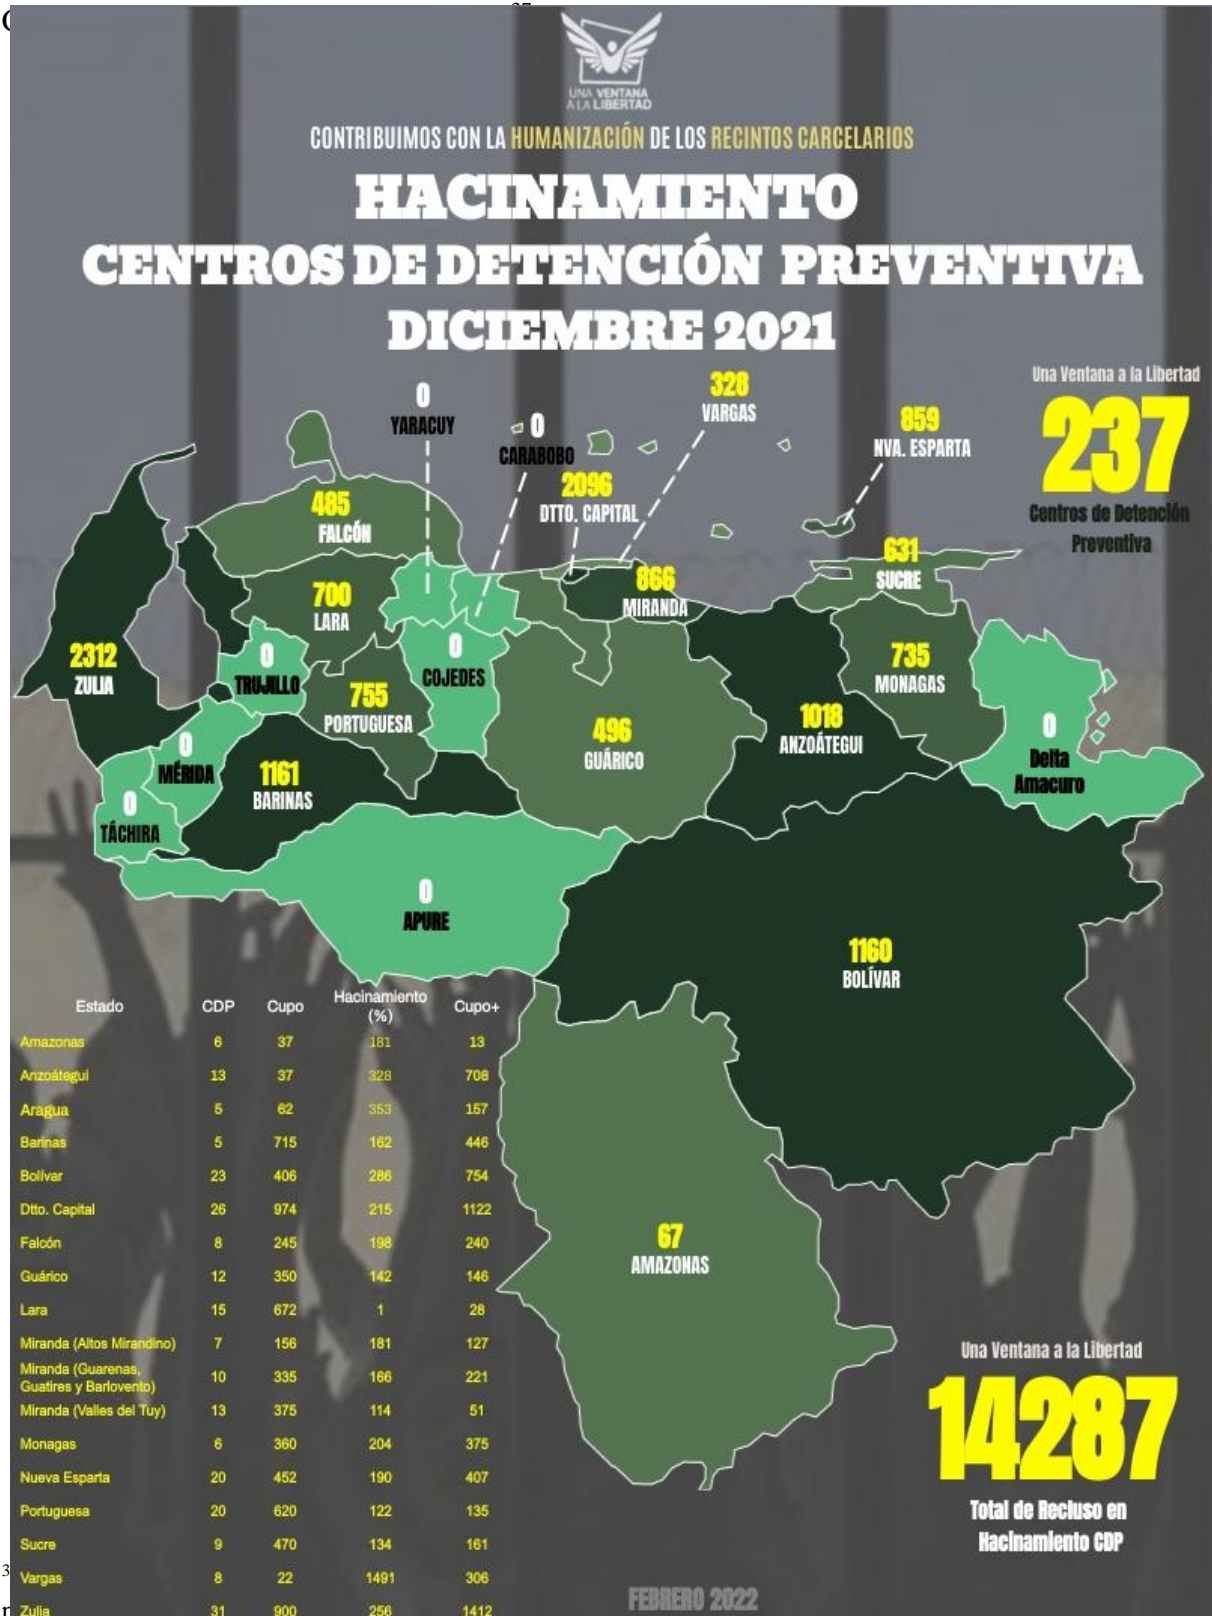 UNA VENTANA
A LA LIBERTAD
CONTRIBUIMOS CON LA HUMANIZACIÓN DE LOS RECINTOS CARCELARIOS
HACINAMIENTO
CENTROS DE DETENCIÓN PREVENTIVA
DICIEMBRE 2021
Una Ventana a la Libertad
237
Centros de Detención
Preventiva
0
YARACUY
0
CARABOBO
328
VARGAS
859
NVA. ESPARTA
2096
DTTO. CAPITAL
485
FALCÓN
631
SUCRE
866
MIRANDA
700
LARA
2312
ZULIA
0
TRUJILLO
0
COJEDES
735
MONAGAS
755
PORTUGUESA
496
GUÁRICO
1018
ANZOÁTEGUI
0
Delta
Amacuro
0
MÉRIDA
1161
BARINAS
0
TÁCHIRA
0
APURE
1160
BOLÍVAR
67
AMAZONAS
Estado CDP Cupo Hacinamiento (%) Cupo+
Amazonas 6 37 181 13
Anzoátegui 13 37 328 708
Aragua 5 62 353 157
Barinas 5 715 162 446
Bolívar 23 406 286 754
Dtto. Capital 26 974 215 1122
Falcón 8 245 198 240
Guárico 12 350 142 146
Lara 15 672 1 28
Miranda (Altos Mirandino) 7 156 181 127
Miranda (Guarenas, Guatires y Barlovento) 10 335 166 221
Miranda (Valles del Tuy) 13 375 114 51
Monagas 6 360 204 375
Nueva Esparta 20 452 190 407
Portuguesa 20 620 122 135
Sucre 9 470 134 161
Vargas 8 22 1491 306
Zulia 31 900 256 1412
Una Ventana a la Libertad
14287
Total de Recluso en
Hacinamiento CDP
FEBRERO 2022